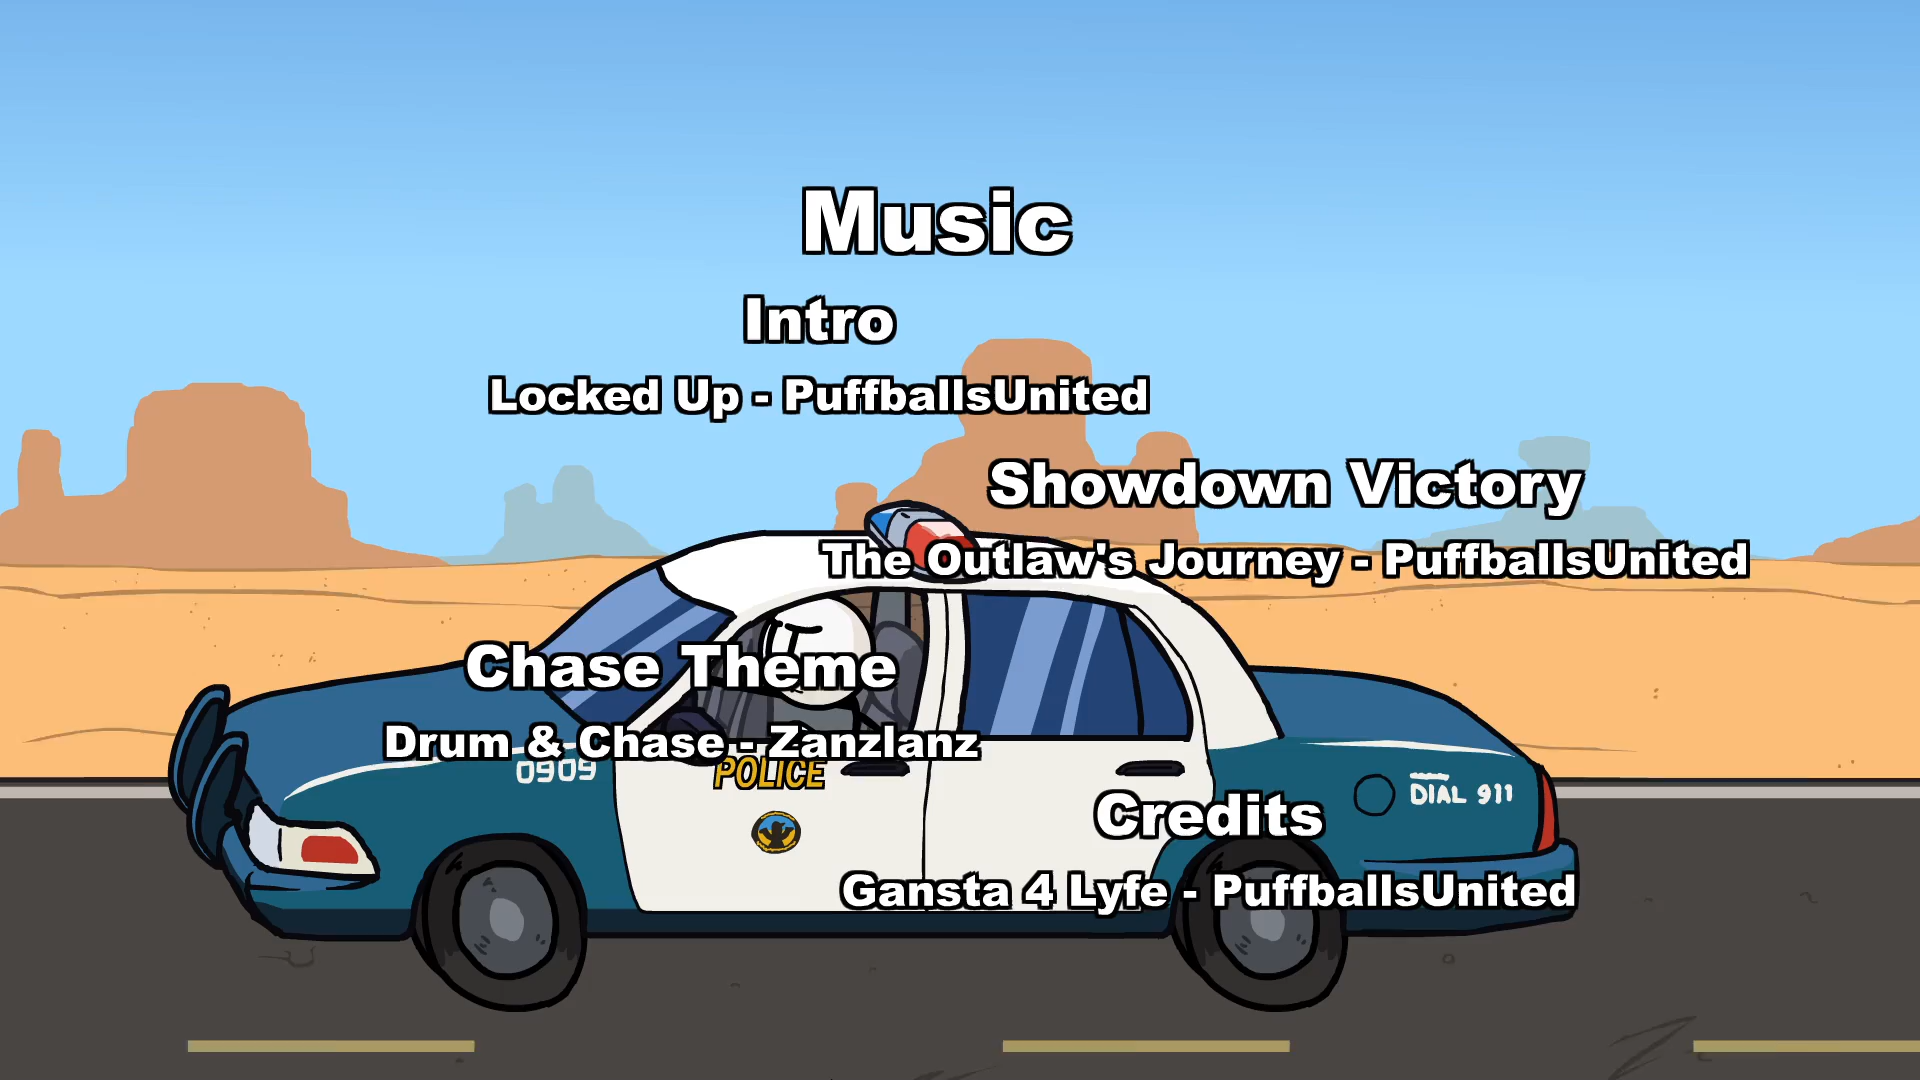 Music
Intro
Locked Up - PuffballsUnited
Showdown Victory
The Outlaw's Journey - PuffballsUnited
Chase Theme
Drum & Chase - Zanzlanz
0909
POLICE
DIAL 911
Credits
Gansta 4 Lyfe - PuffballsUnited